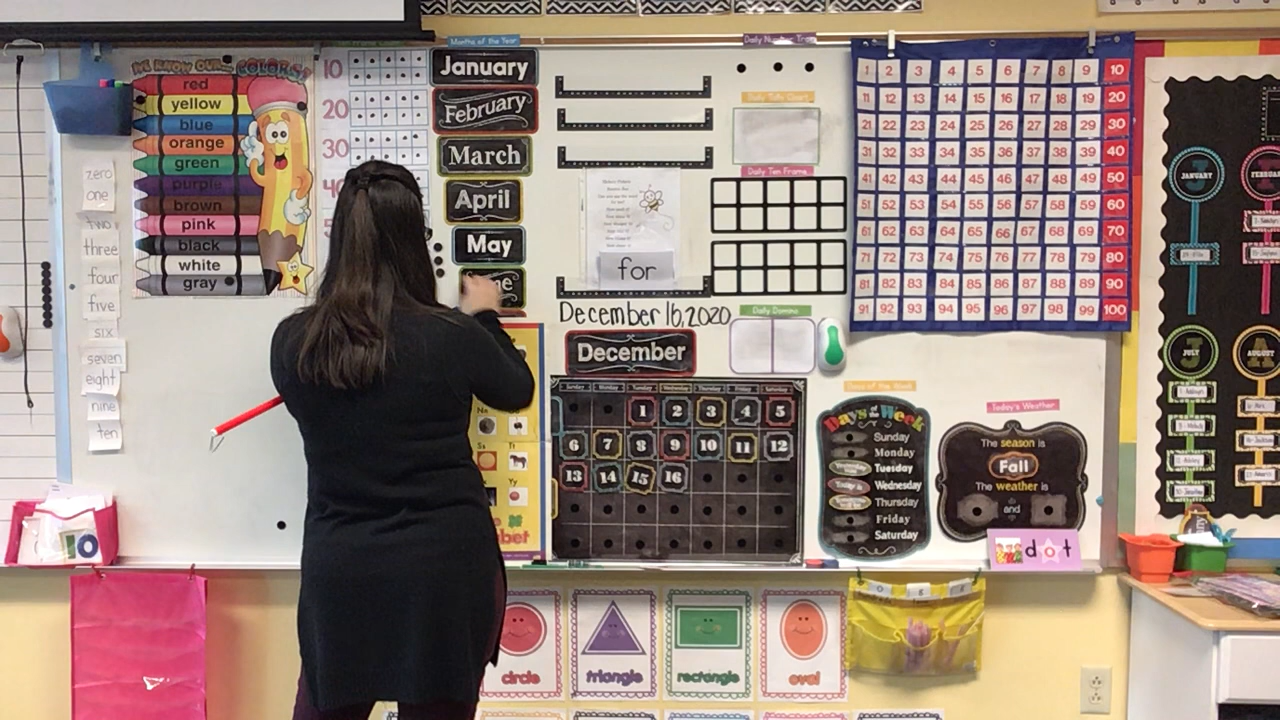 WE KNOW OUR COLORS!
red
yellow
blue
orange
green
purple
brown
pink
black
white
gray
zero
one
two
three
four
five
six
seven
eight
nine
ten
10
20
30
Months of the Year
January
February
March
April
May
Daily Number Train
Daily Tally Chart
Daily Ten Frame
for
December 16, 2020
Daily Domino
December
Sunday Monday Tuesday Wednesday Thursday Friday Saturday
1 2 3 4 5
6 7 8 9 10 11 12
13 14 15 16
1 2 3 4 5 6 7 8 9 10
11 12 13 14 15 16 17 18 19 20
21 22 23 24 25 26 27 28 29 30
31 32 33 34 35 36 37 38 39 40
41 42 43 44 45 46 47 48 49 50
51 52 53 54 55 56 57 58 59 60
61 62 63 64 65 66 67 68 69 70
71 72 73 74 75 76 77 78 79 80
81 82 83 84 85 86 87 88 89 90
91 92 93 94 95 96 97 98 99 100
Days of the Week
Days of the Week
Sunday
Monday
Tuesday
Today is Wednesday
Thursday
Friday
Saturday
Today's Weather
The season is
Fall
The weather is
and
dot
JANUARY
JULY
AUGUST
circle
triangle
rectangle
oval